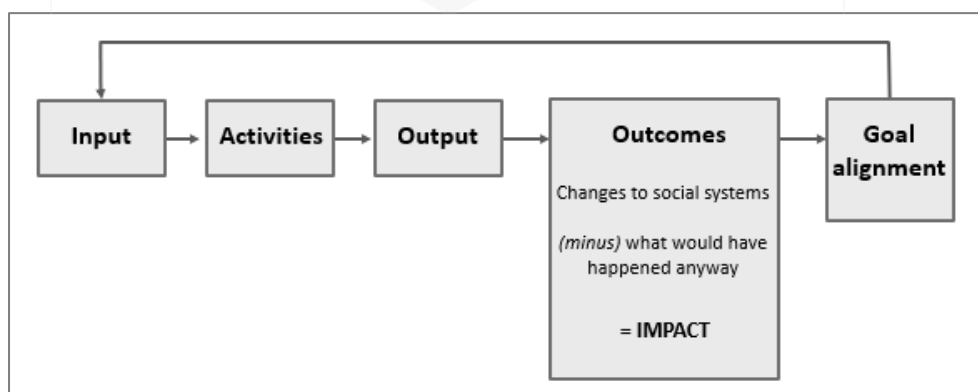 Input
Activities
Output
Outcomes
Changes to social systems
(minus) what would have
happened anyway
= IMPACT
Goal
alignment